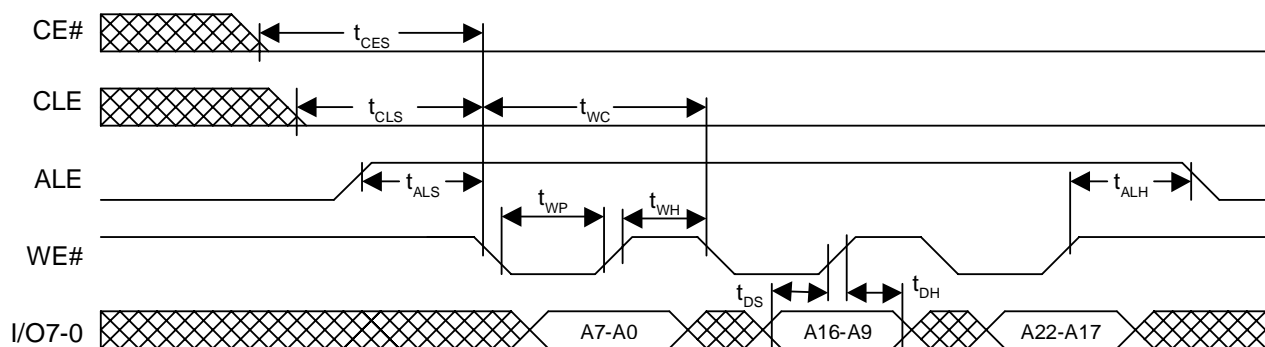 CE#
tCES
CLE
tCLS
tWC
ALE
tALS
tWP
tWH
tALH
WE#
tDS
tDH
I/O7-0
A7-A0
A16-A9
A22-A17